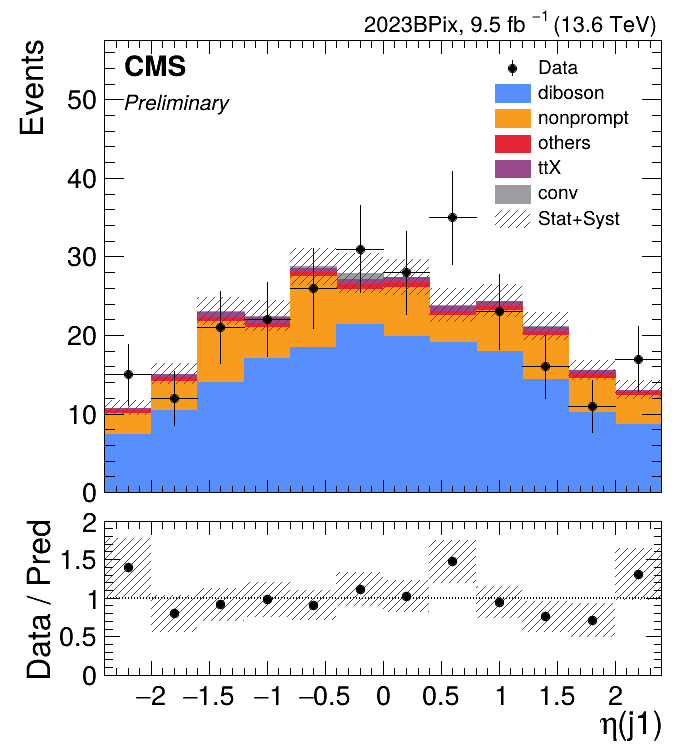 2023BPix, 9.5 fb⁻¹ (13.6 TeV)
CMS
Preliminary
Events
50
40
30
20
10
0
Data
diboson
nonprompt
others
ttX
conv
Stat+Syst
Data / Pred
2
1.5
1
0.5
0
−2 −1.5 −1 −0.5 0 0.5 1 1.5 2
η(j1)